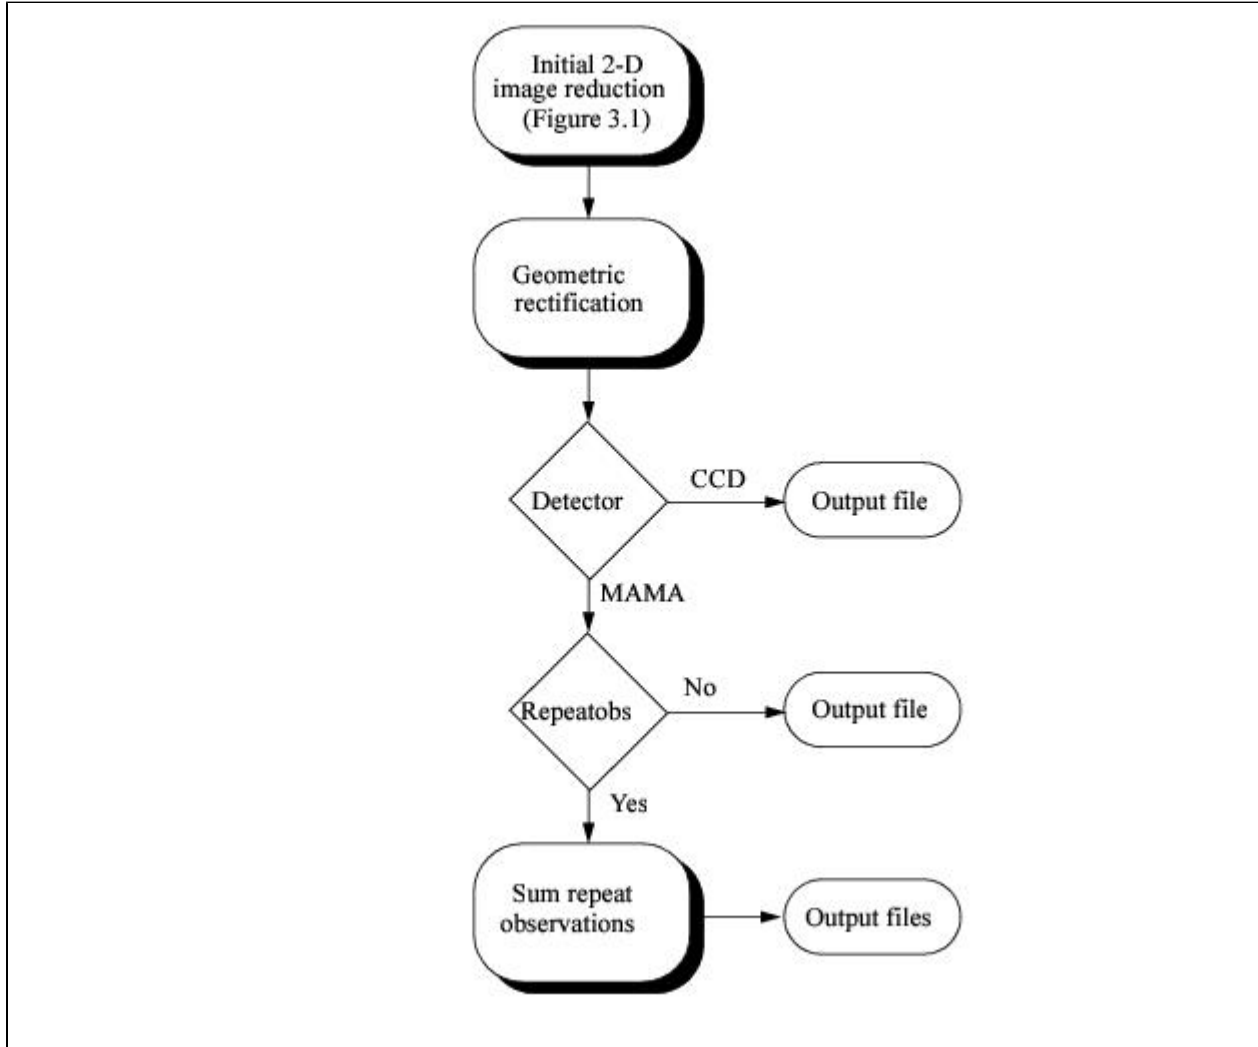 Initial 2-D
image reduction
(Figure 3.1)
Geometric
rectification
Detector
CCD
Output file
MAMA
Repeatobs
No
Output file
Yes
Sum repeat
observations
Output files